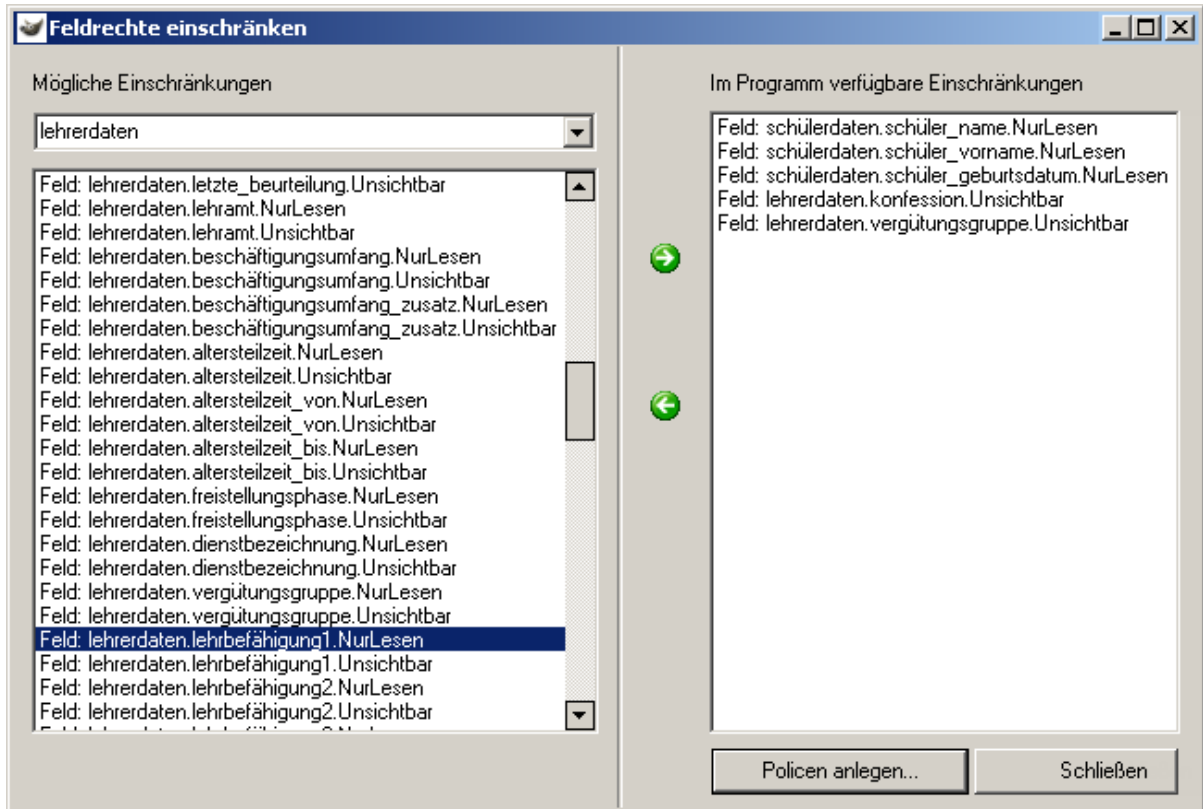 Feldrechte einschränken
Mögliche Einschränkungen
lehrerdaten
Feld: lehrerdaten.letzte_beurteilung.Unsichtbar
Feld: lehrerdaten.lehramt.NurLesen
Feld: lehrerdaten.lehramt.Unsichtbar
Feld: lehrerdaten.beschäftigungsumfang.NurLesen
Feld: lehrerdaten.beschäftigungsumfang.Unsichtbar
Feld: lehrerdaten.beschäftigungsumfang_zusatz.NurLesen
Feld: lehrerdaten.beschäftigungsumfang_zusatz.Unsichtbar
Feld: lehrerdaten.altersteilzeit.NurLesen
Feld: lehrerdaten.altersteilzeit.Unsichtbar
Feld: lehrerdaten.altersteilzeit_von.NurLesen
Feld: lehrerdaten.altersteilzeit_von.Unsichtbar
Feld: lehrerdaten.altersteilzeit_bis.NurLesen
Feld: lehrerdaten.altersteilzeit_bis.Unsichtbar
Feld: lehrerdaten.freistellungsphase.NurLesen
Feld: lehrerdaten.freistellungsphase.Unsichtbar
Feld: lehrerdaten.dienstbezeichnung.NurLesen
Feld: lehrerdaten.dienstbezeichnung.Unsichtbar
Feld: lehrerdaten.vergütungsgruppe.NurLesen
Feld: lehrerdaten.vergütungsgruppe.Unsichtbar
Feld: lehrerdaten.lehrbefähigung1.NurLesen
Feld: lehrerdaten.lehrbefähigung1.Unsichtbar
Feld: lehrerdaten.lehrbefähigung2.NurLesen
Feld: lehrerdaten.lehrbefähigung2.Unsichtbar
Im Programm verfügbare Einschränkungen
Feld: schülerdaten.schüler_name.NurLesen
Feld: schülerdaten.schüler_vorname.NurLesen
Feld: schülerdaten.schüler_geburtsdatum.NurLesen
Feld: lehrerdaten.konfession.Unsichtbar
Feld: lehrerdaten.vergütungsgruppe.Unsichtbar
Policen anlegen...
Schließen